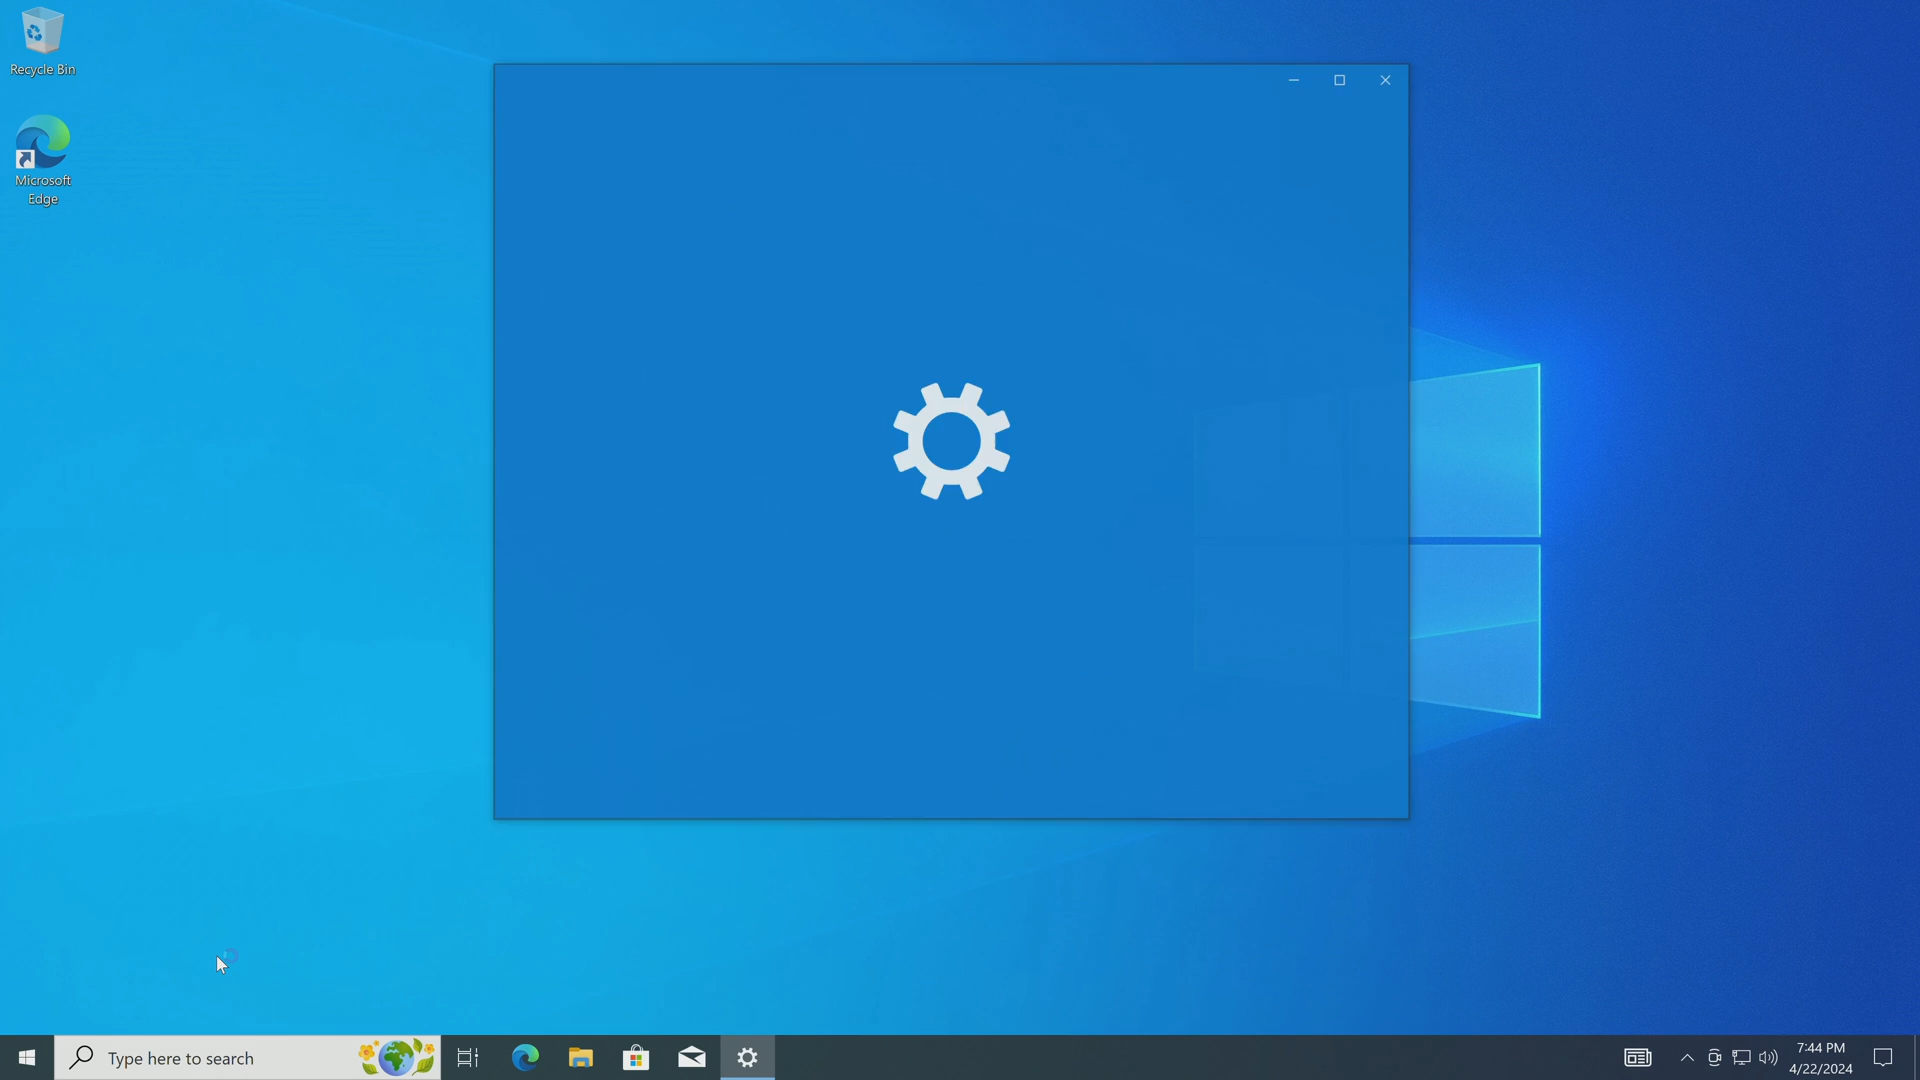 Recycle Bin
Microsoft
Edge
Type here to search
7:44 PM
4/22/2024